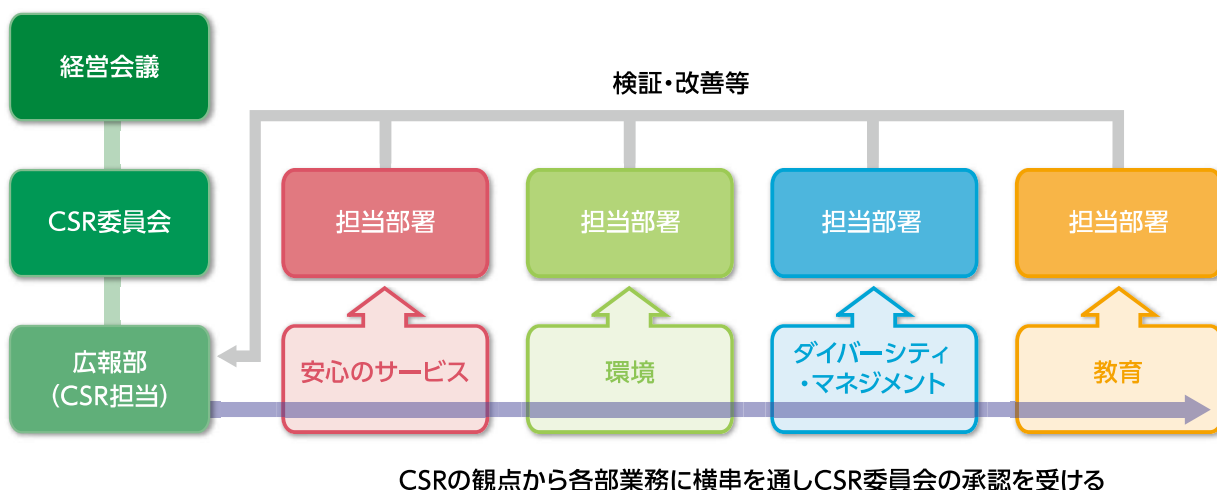 経営会議
検証・改善等
CSR委員会
担当部署
担当部署
担当部署
担当部署
広報部
(CSR担当)
安心のサービス
環境
ダイバーシティ
・マネジメント
教育
CSRの観点から各部業務に横串を通しCSR委員会の承認を受ける